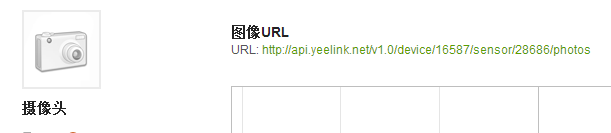 图像URL
URL: http://api.yeelink.net/v1.0/device/16587/sensor/28686/photos
摄像头